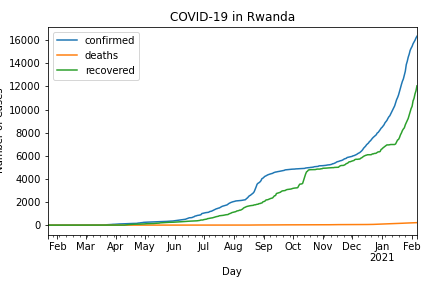 COVID-19 in Rwanda
confirmed
deaths
recovered
16000
14000
12000
10000
8000
6000
4000
2000
0
Feb Mar Apr May Jun Jul Aug Sep Oct Nov Dec Jan Feb
2021
Day